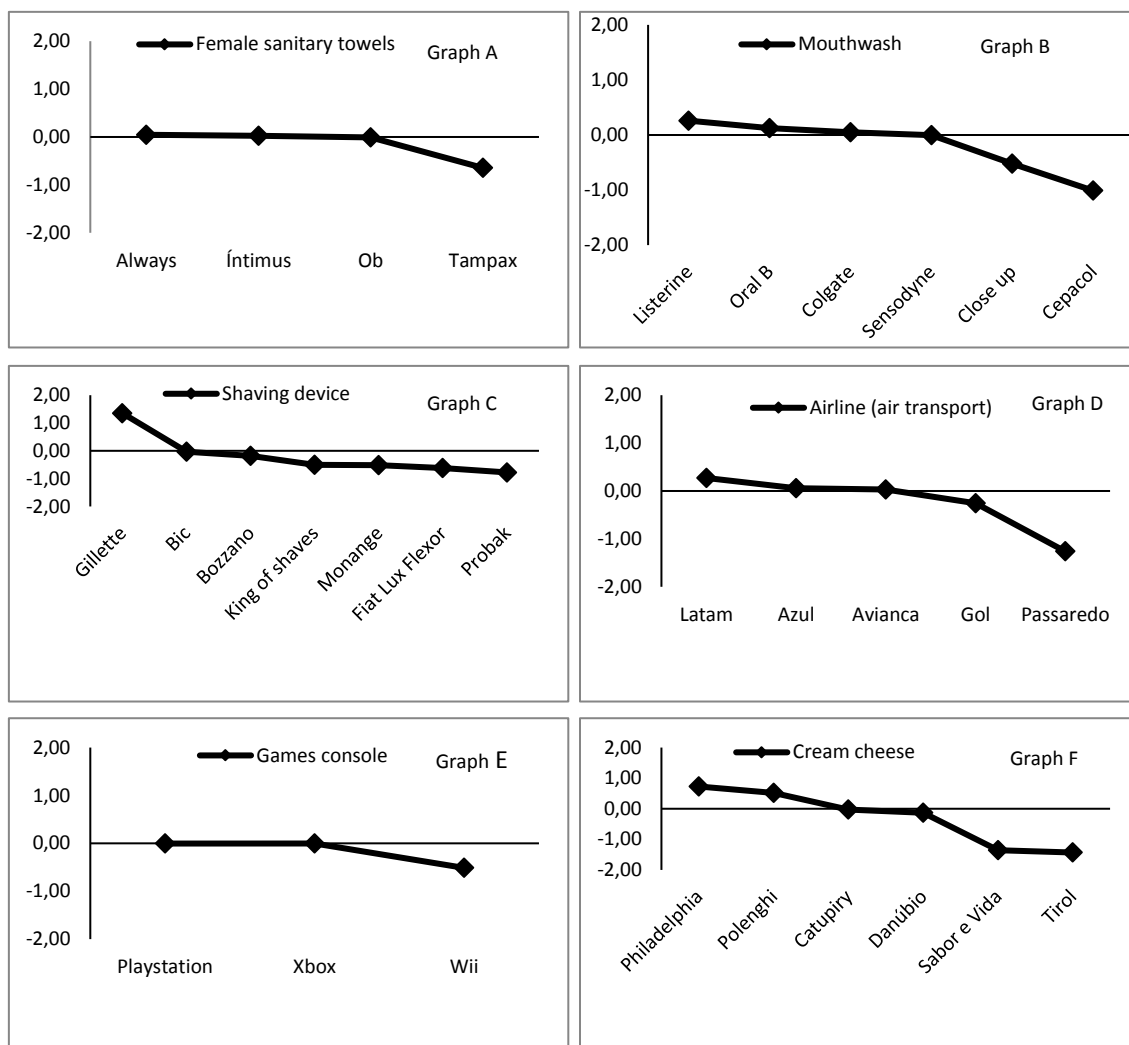 Female sanitary towels
Graph A
2,00
1,00
0,00
-1,00
-2,00
Always Íntimus Ob Tampax
Mouthwash
Graph B
2,00
1,00
0,00
-1,00
-2,00
Listerine Oral B Colgate Sensodyne Close up Cepacol
Shaving device
Graph C
2,00
1,00
0,00
-1,00
-2,00
Gillette Bic Bozzano King of shaves Monange Fiat Lux Flexor Probak
Airline (air transport)
Graph D
2,00
1,00
0,00
-1,00
-2,00
Latam Azul Avianca Gol Passaredo
Games console
Graph E
2,00
1,00
0,00
-1,00
-2,00
Playstation Xbox Wii
Cream cheese
Graph F
2,00
1,00
0,00
-1,00
-2,00
Philadelphia Polenghi Catupiry Danúbio Sabor e Vida Tirol